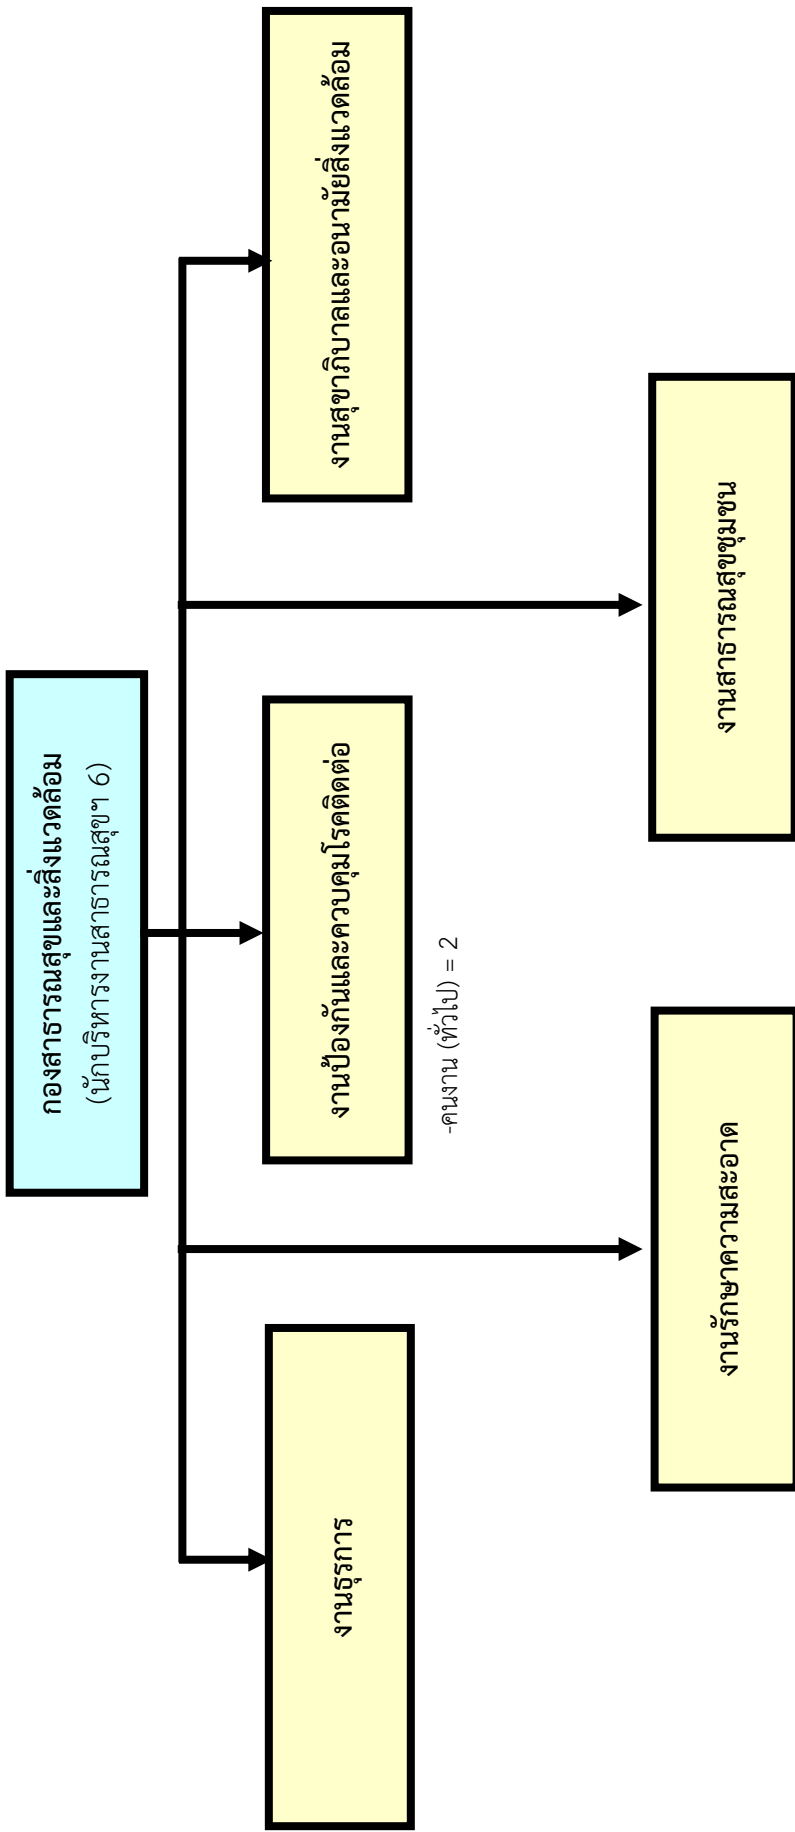 กองสาธารณสุขและสิ่งแวดล้อม
(นักบริหารงานสาธารณสุขฯ 6)
งานธุรการ
งานป้องกันและควบคุมโรคติดต่อ
งานสุขาภิบาลและอนามัยสิ่งแวดล้อม
-คนงาน (ทั่วไป) = 2
งานรักษาความสะอาด
งานสาธารณสุขชุมชน